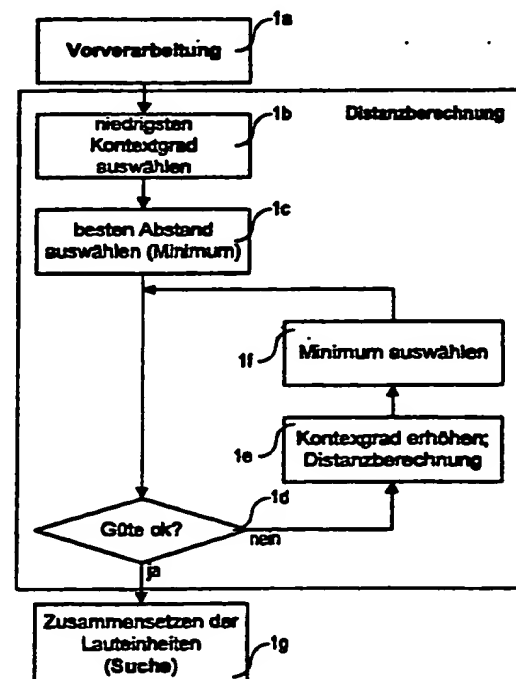 1a
Vorverarbeitung
Distanzberechnung
1b
niedrigsten
Kontextgrad
auswählen
1c
besten Abstand
auswählen (Minimum)
1f
Minimum auswählen
1e
Kontexgrad erhöhen;
Distanzberechnung
1d
Güte ok?
nein
ja
Zusammensetzen der
Lauteinheiten
(Suche)
1g